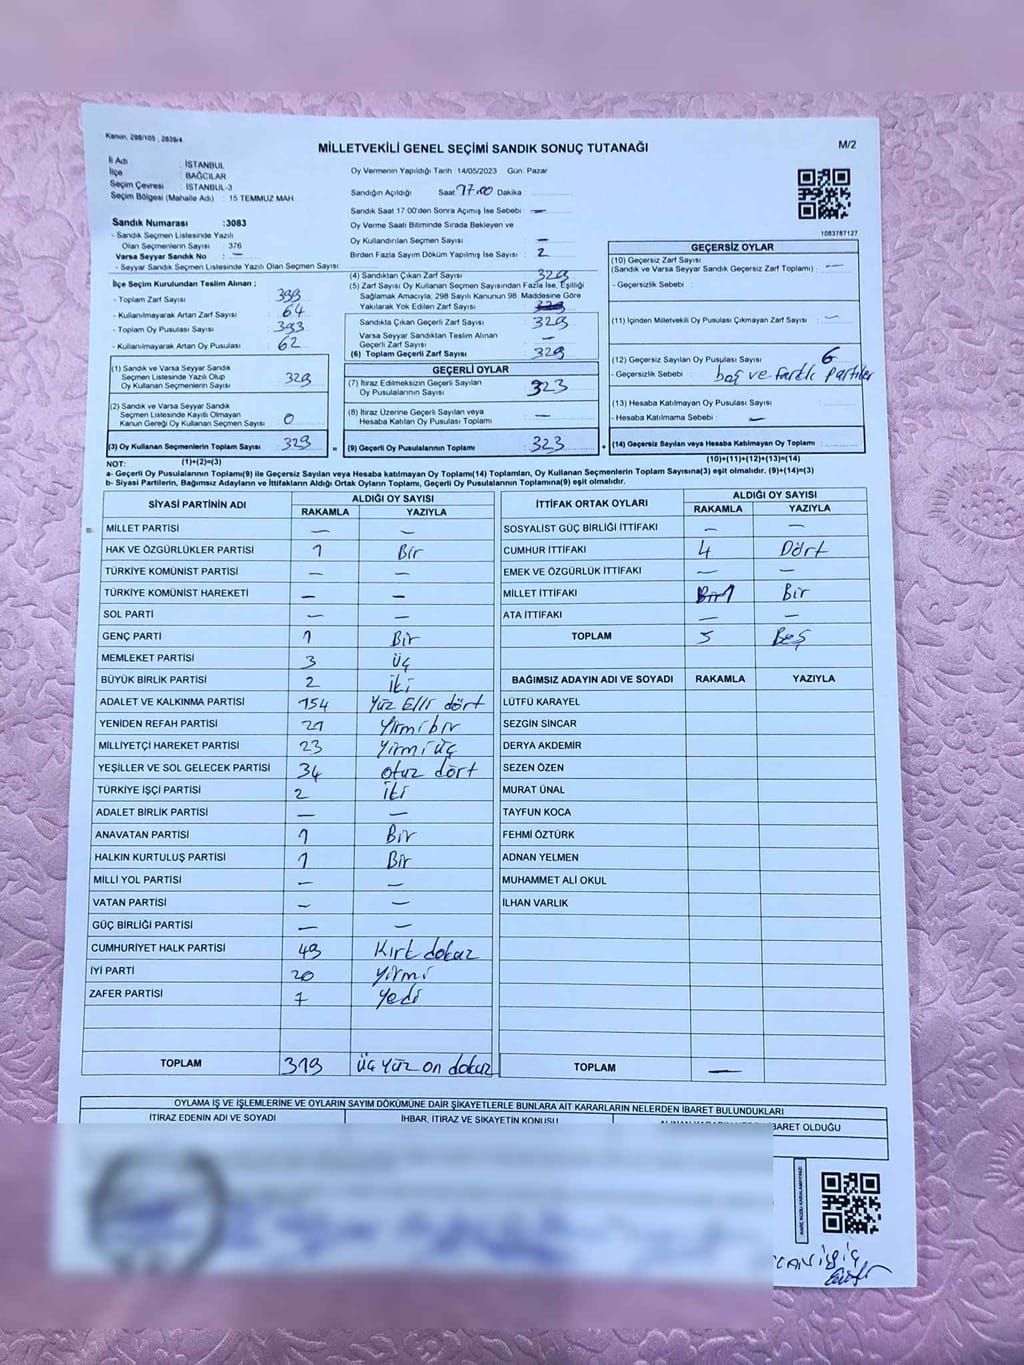 Kanun: 298/105 , 2839/4
MİLLETVEKİLİ GENEL SEÇİMİ SANDIK SONUÇ TUTANAĞI
M/2
İl Adı : İSTANBUL
İlçe BAĞCILAR
Seçim Çevresi : İSTANBUL-3
Seçim Bölgesi (Mahalle Adı) : 15 TEMMUZ MAH.
Sandık Numarası :3083
- Sandık Seçmen Listesinde Yazılı
Olan Seçmenlerin Sayısı : 376
Varsa Seyyar Sandık No : —
- Seyyar Sandık Seçmen Listesinde Yazılı Olan Seçmen Sayısı:
İlçe Seçim Kurulundan Teslim Alınan ;
- Toplam Zarf Sayısı : 393
- Kullanılmayarak Artan Zarf Sayısı : 64
- Toplam Oy Pusulası Sayısı : 393
- Kullanılmayarak Artan Oy Pusulası : 62
Oy Vermenin Yapıldığı Tarih 14/05/2023 Gün. Pazar
Sandığın Açıldığı Saat 17.00 Dakika
Sandık Saat 17:00'den Sonra Açımış İse Sebebi : —
Oy Verme Saati Bitiminde Sırada Bekleyen ve
Oy Kullandırılan Seçmen Sayısı : —
Birden Fazla Sayım Döküm Yapılmış İse Sayısı : 2
(4) Sandıktan Çıkan Zarf Sayısı : 329
(5) Zarf Sayısı Oy Kullanan Seçmen Sayısından Fazla İse, Eşitliği
Sağlamak Amacıyla; 298 Sayılı Kanunun 98. Maddesine Göre
Yakılarak Yok Edilen Zarf Sayısı :
Sandıkta Çıkan Geçerli Zarf Sayısı : 329
Varsa Seyyar Sandıktan Teslim Alınan
Geçerli Zarf Sayısı : —
(6) Toplam Geçerli Zarf Sayısı : 329
1083787127
GEÇERSİZ OYLAR
(10) Geçersiz Zarf Sayısı
(Sandık ve Varsa Seyyar Sandık Geçersiz Zarf Toplamı) : —
- Geçersizlik Sebebi :
(11) İçinden Milletvekili Oy Pusulası Çıkmayan Zarf Sayısı : —
(12) Geçersiz Sayılan Oy Pusulası Sayısı : 6
- Geçersizlik Sebebi : boş ve farklı partiler
(13) Hesaba Katılmayan Oy Pusulası Sayısı :
- Hesaba Katılmama Sebebi : —
(14) Geçersiz Sayılan veya Hesaba Katılmayan Oy Toplamı :
(10)+(11)+(12)+(13)=(14)
(1) Sandık ve Varsa Seyyar Sandık
Seçmen Listesinde Yazılı Olup
Oy Kullanan Seçmenlerin Sayısı : 329
(2) Sandık ve Varsa Seyyar Sandık
Seçmen Listesinde Kayıtlı Olmayan
Kanun Gereği Oy Kullanan Seçmen Sayısı : 0
(3) Oy Kullanan Seçmenlerin Toplam Sayısı : 329
(1)+(2)=(3)
GEÇERLİ OYLAR
(7) İtiraz Edilmeksizin Geçerli Sayılan
Oy Pusulasının Sayısı : 323
(8) İtiraz Üzerine Geçerli Sayılan veya
Hesaba Katılan Oy Pusulası Toplamı : —
(9) Geçerli Oy Pusulalarının Toplamı : 323
NOT:
a- Geçerli Oy Pusulalarının Toplamı(9) ile Geçersiz Sayılan veya Hesaba katılmayan Oy Toplamı(14) Toplamları, Oy Kullanan Seçmenlerin Toplam Sayısına(3) eşit olmalıdır. (9)+(14)=(3)
b- Siyasi Partilerin, Bağımsız Adayların ve İttifakların Aldığı Ortak Oyların Toplamı, Geçerli Oy Pusulalarının Toplamına(9) eşit olmalıdır.
SİYASİ PARTİNİN ADI ALDIĞI OY SAYISI
RAKAMLA YAZIYLA
MİLLET PARTİSİ — —
HAK VE ÖZGÜRLÜKLER PARTİSİ 1 Bir
TÜRKİYE KOMÜNİST PARTİSİ — —
TÜRKİYE KOMÜNİST HAREKETİ — —
SOL PARTİ — —
GENÇ PARTİ 1 Bir
MEMLEKET PARTİSİ 3 üç
BÜYÜK BİRLİK PARTİSİ 2 iki
ADALET VE KALKINMA PARTİSİ 154 Yüz Elli dört
YENİDEN REFAH PARTİSİ 21 Yirmi bir
MİLLİYETÇİ HAREKET PARTİSİ 23 Yirmi üç
YEŞİLLER VE SOL GELECEK PARTİSİ 34 otuz dört
TÜRKİYE İŞÇİ PARTİSİ 2 iki
ADALET BİRLİK PARTİSİ — —
ANAVATAN PARTİSİ 1 Bir
HALKIN KURTULUŞ PARTİSİ 1 Bir
MİLLİ YOL PARTİSİ — —
VATAN PARTİSİ — —
GÜÇ BİRLİĞİ PARTİSİ — —
CUMHURİYET HALK PARTİSİ 49 Kırk dokuz
İYİ PARTİ 20 Yirmi
ZAFER PARTİSİ 7 Yedi
TOPLAM 319 üç yüz on dokuz
İTTİFAK ORTAK OYLARI ALDIĞI OY SAYISI
RAKAMLA YAZIYLA
SOSYALİST GÜÇ BİRLİĞİ İTTİFAKI — —
CUMHUR İTTİFAKI 4 Dört
EMEK VE ÖZGÜRLÜK İTTİFAKI — —
MİLLET İTTİFAKI Bir 1 Bir
ATA İTTİFAKI — —
TOPLAM 5 Beş
BAĞIMSIZ ADAYIN ADI VE SOYADI RAKAMLA YAZIYLA
LÜTFÜ KARAYEL
SEZGİN SİNCAR
DERYA AKDEMİR
SEZEN ÖZEN
MURAT ÜNAL
TAYFUN KOCA
FEHMİ ÖZTÜRK
ADNAN YELMEN
MUHAMMET ALİ OKUL
İLHAN VARLIK
TOPLAM —
OYLAMA İŞ VE İŞLEMLERİNE VE OYLARIN SAYIM DÖKÜMÜNE DAİR ŞİKAYETLERLE BUNLARA AİT KARARLARIN NELERDEN İBARET BULUNDUKLARI
İTİRAZ EDENİN ADI VE SOYADI İHBAR, İTİRAZ VE ŞİKAYETİN KONUSU
İBARET OLDUĞU